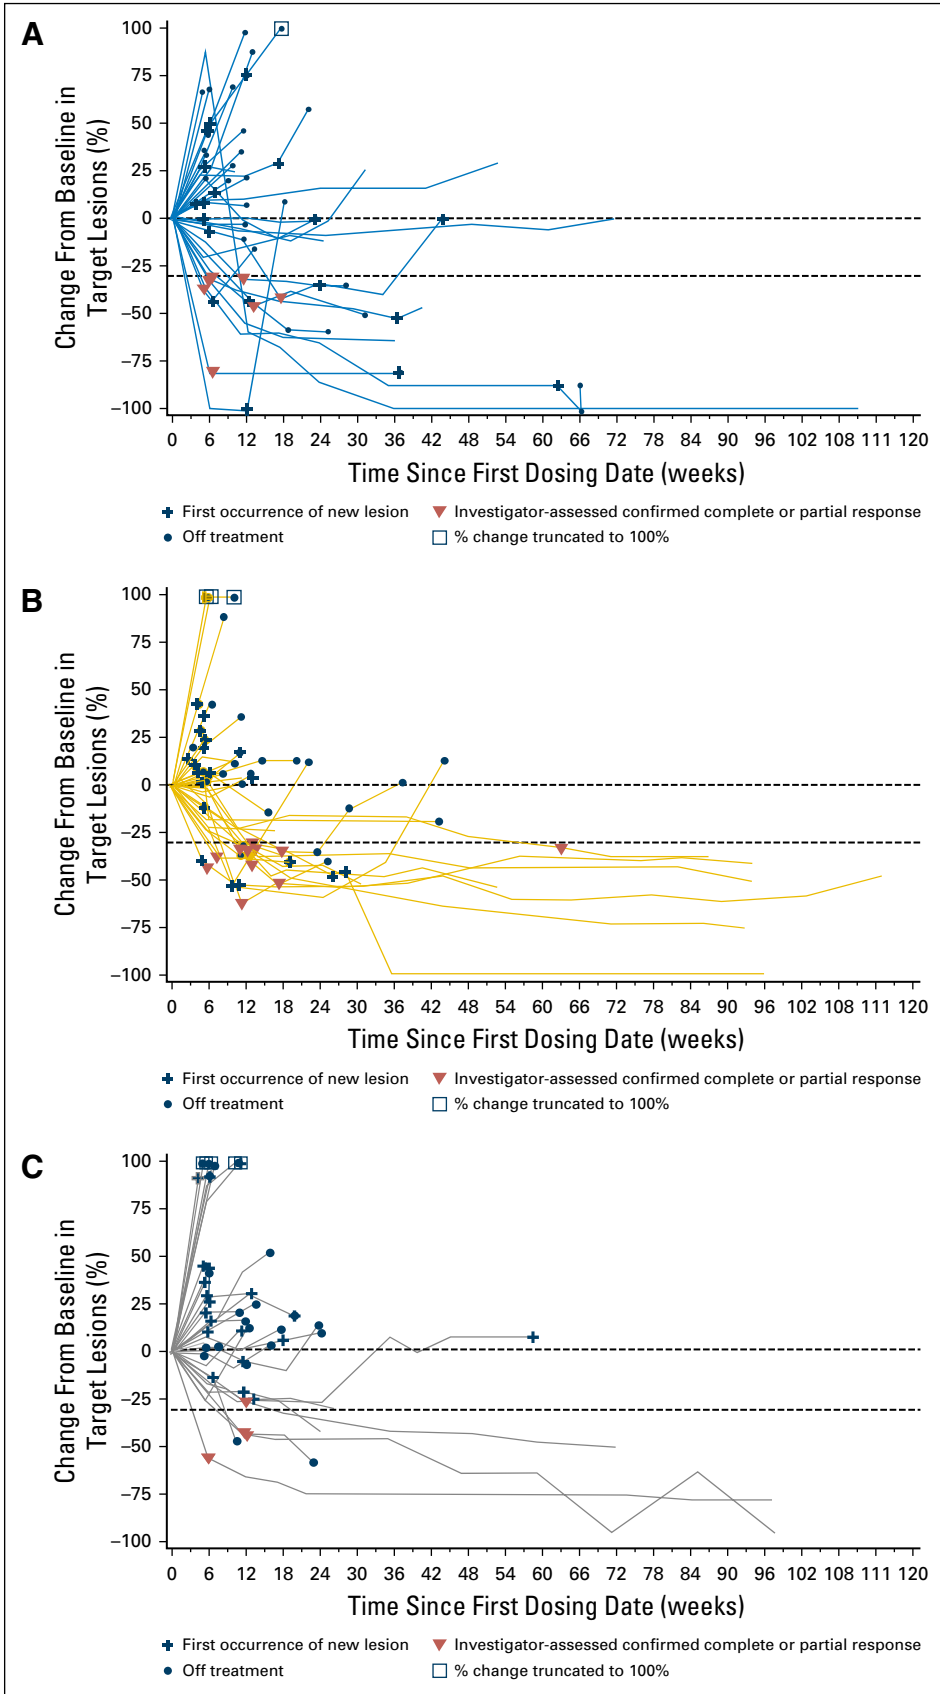 A
Change From Baseline in
Target Lesions (%)
100
75
50
25
0
−25
−50
−75
−100
0 6 12 18 24 30 36 42 48 54 60 66 72 78 84 90 96 102 108 114 120
Time Since First Dosing Date (weeks)
First occurrence of new lesion
Investigator-assessed confirmed complete or partial response
Off treatment
% change truncated to 100%
B
Change From Baseline in
Target Lesions (%)
100
75
50
25
0
−25
−50
−75
−100
0 6 12 18 24 30 36 42 48 54 60 66 72 78 84 90 96 102 108 111 120
Time Since First Dosing Date (weeks)
First occurrence of new lesion
Investigator-assessed confirmed complete or partial response
Off treatment
% change truncated to 100%
C
Change From Baseline in
Target Lesions (%)
100
75
50
25
0
−25
−50
−75
−100
0 6 12 18 24 30 36 42 48 54 60 66 72 78 84 90 96 102 108 111 120
Time Since First Dosing Date (weeks)
First occurrence of new lesion
Investigator-assessed confirmed complete or partial response
Off treatment
% change truncated to 100%